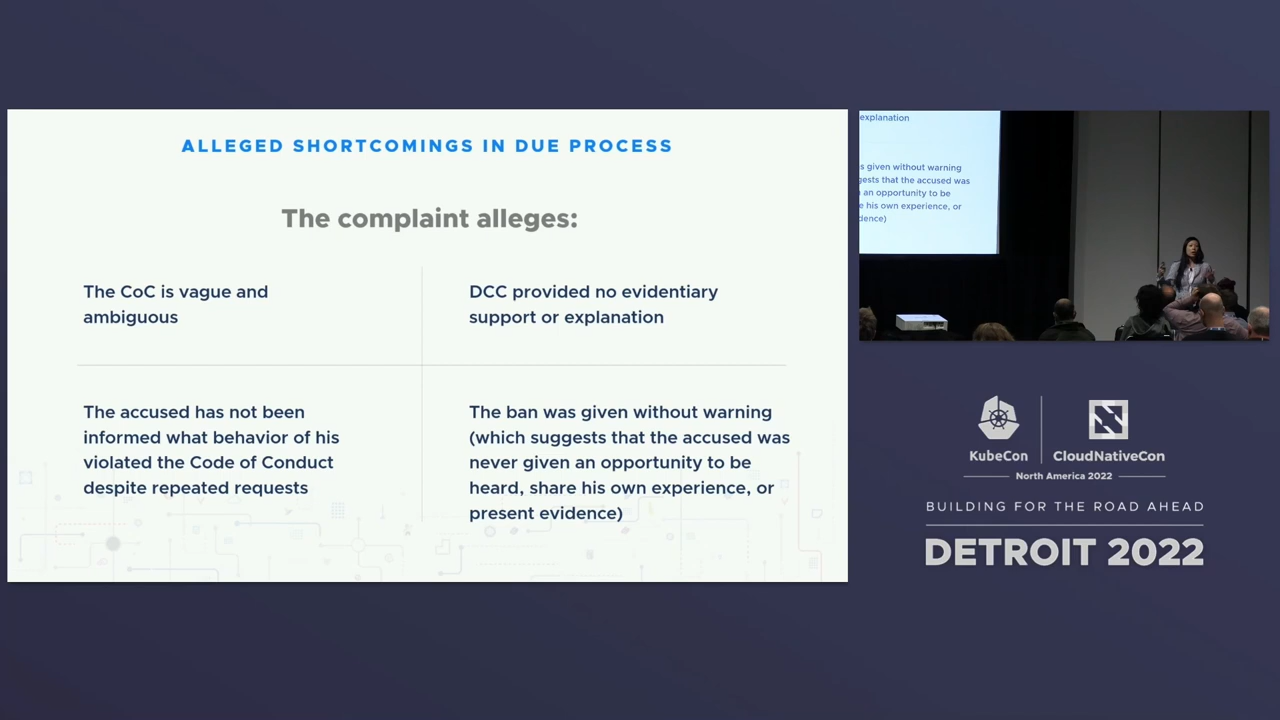 ALLEGED SHORTCOMINGS IN DUE PROCESS
The complaint alleges:
The CoC is vague and
ambiguous
DCC provided no evidentiary
support or explanation
The accused has not been
informed what behavior of his
violated the Code of Conduct
despite repeated requests
The ban was given without warning
(which suggests that the accused was
never given an opportunity to be
heard, share his own experience, or
present evidence)
explanation
s given without warning
gests that the accused was
an opportunity to be
e his own experience, or
dence)
KubeCon
CloudNativeCon
North America 2022
BUILDING FOR THE ROAD AHEAD
DETROIT 2022